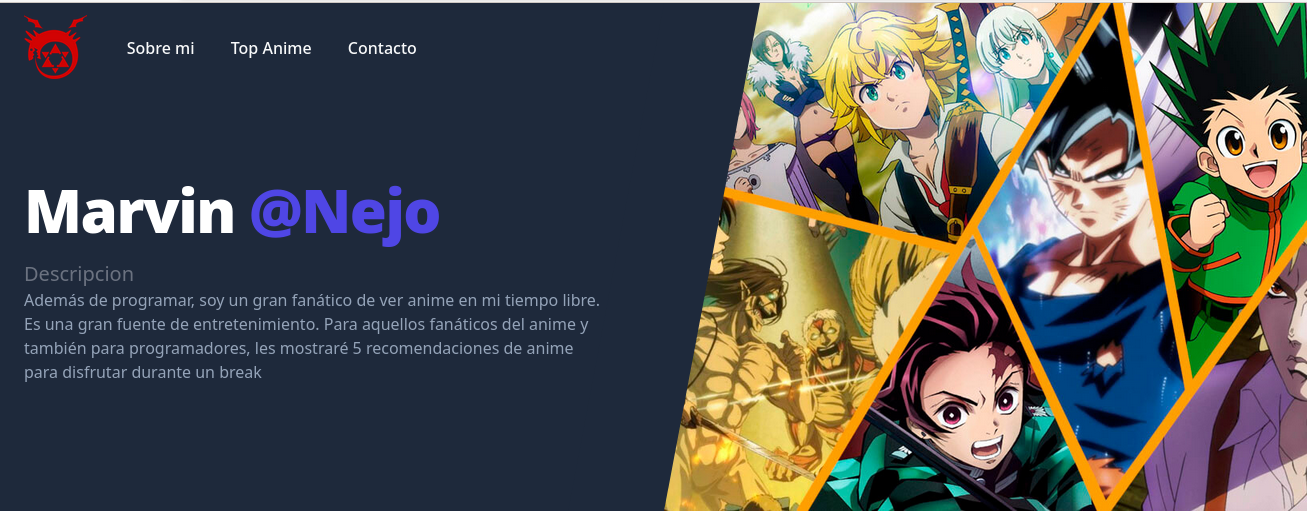 Sobre mi Top Anime Contacto
Marvin @Nejo
Descripcion
Además de programar, soy un gran fanático de ver anime en mi tiempo libre.
Es una gran fuente de entretenimiento. Para aquellos fanáticos del anime y
también para programadores, les mostraré 5 recomendaciones de anime
para disfrutar durante un break